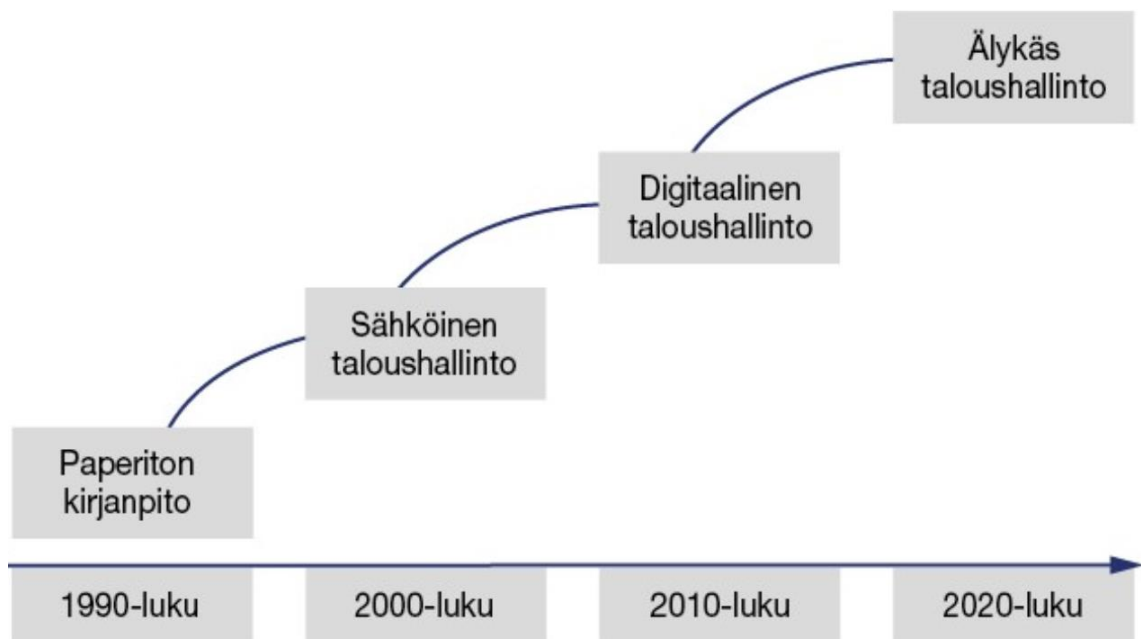 Älykäs
taloushallinto
Digitaalinen
taloushallinto
Sähköinen
taloushallinto
Paperiton
kirjanpito
1990-luku
2000-luku
2010-luku
2020-luku